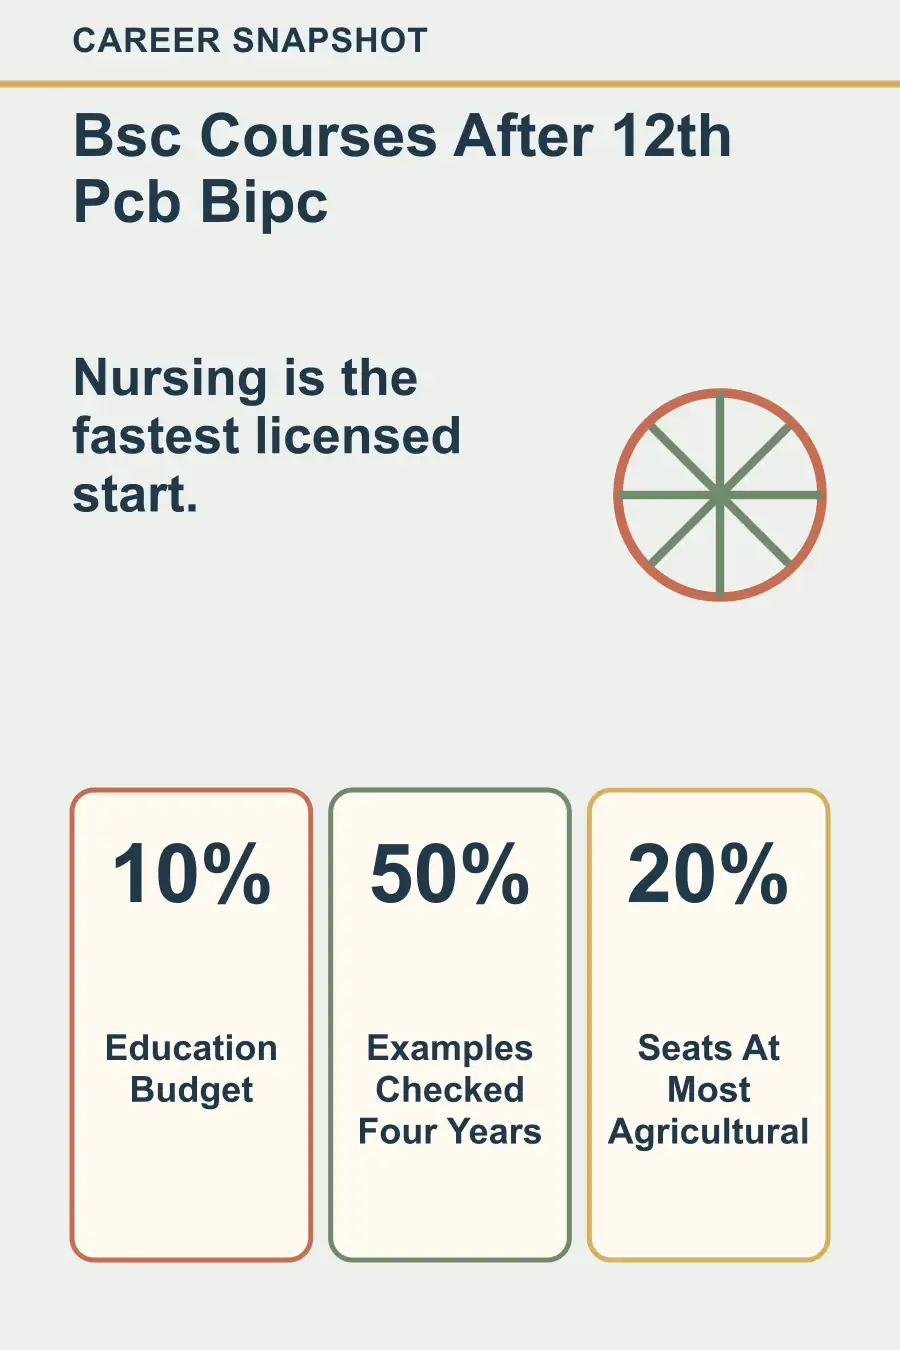 CAREER SNAPSHOT
Bsc Courses After 12th
Pcb Bipc
Nursing is the
fastest licensed
start.
10%
Education
Budget
50%
Examples
Checked
Four Years
20%
Seats At
Most
Agricultural